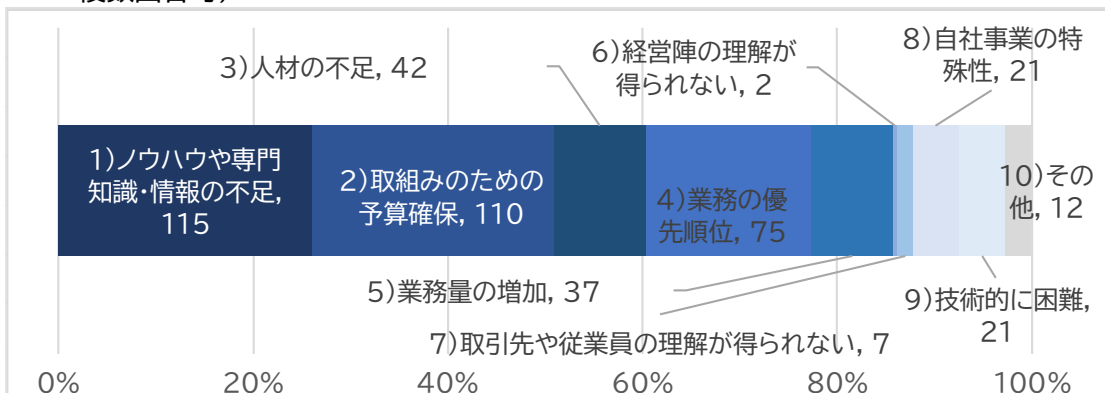 3)人材の不足, 42
6)経営陣の理解が
得られない, 2
8)自社事業の特
殊性, 21
1)ノウハウや専門
知識・情報の不足,
115
2)取組みのための
予算確保, 110
4)業務の優
先順位, 75
10)その
他, 12
5)業務量の増加, 37
7)取引先や従業員の理解が得られない, 7
9)技術的に困難,
21
0%
20%
40%
60%
80%
100%